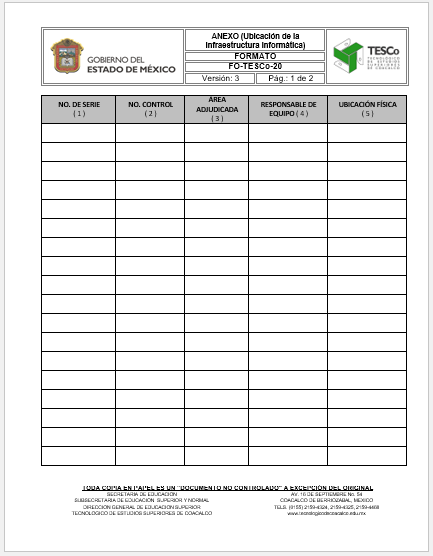 GOBIERNO DEL
ESTADO DE MÉXICO
ANEXO (Ubicación de la
Infraestructura Informática)
FORMATO
FO-TESCo-20
Versión: 3
Pág.: 1 de 2
TESCo
TECNOLÓGICO
DE ESTUDIOS
SUPERIORES
DE COACALCO
NO. DE SERIE
( 1 )
NO. CONTROL
( 2 )
ÁREA
ADJUDICADA
( 3 )
RESPONSABLE DE
EQUIPO ( 4 )
UBICACIÓN FÍSICA
( 5 )
TODA COPIA EN PAPEL ES UN "DOCUMENTO NO CONTROLADO" A EXCEPCIÓN DEL ORIGINAL
SECRETARÍA DE EDUCACIÓN
SUBSECRETARÍA DE EDUCACIÓN SUPERIOR Y NORMAL
DIRECCIÓN GENERAL DE EDUCACIÓN SUPERIOR
TECNOLÓGICO DE ESTUDIOS SUPERIORES DE COACALCO
AV. 16 DE SEPTIEMBRE No. 54
COACALCO DE BERRIOZÁBAL, MÉXICO
TELS. (0155) 2159-4324, 2159-4325, 2159-4468
www.tecnologicodecoacalco.edu.mx